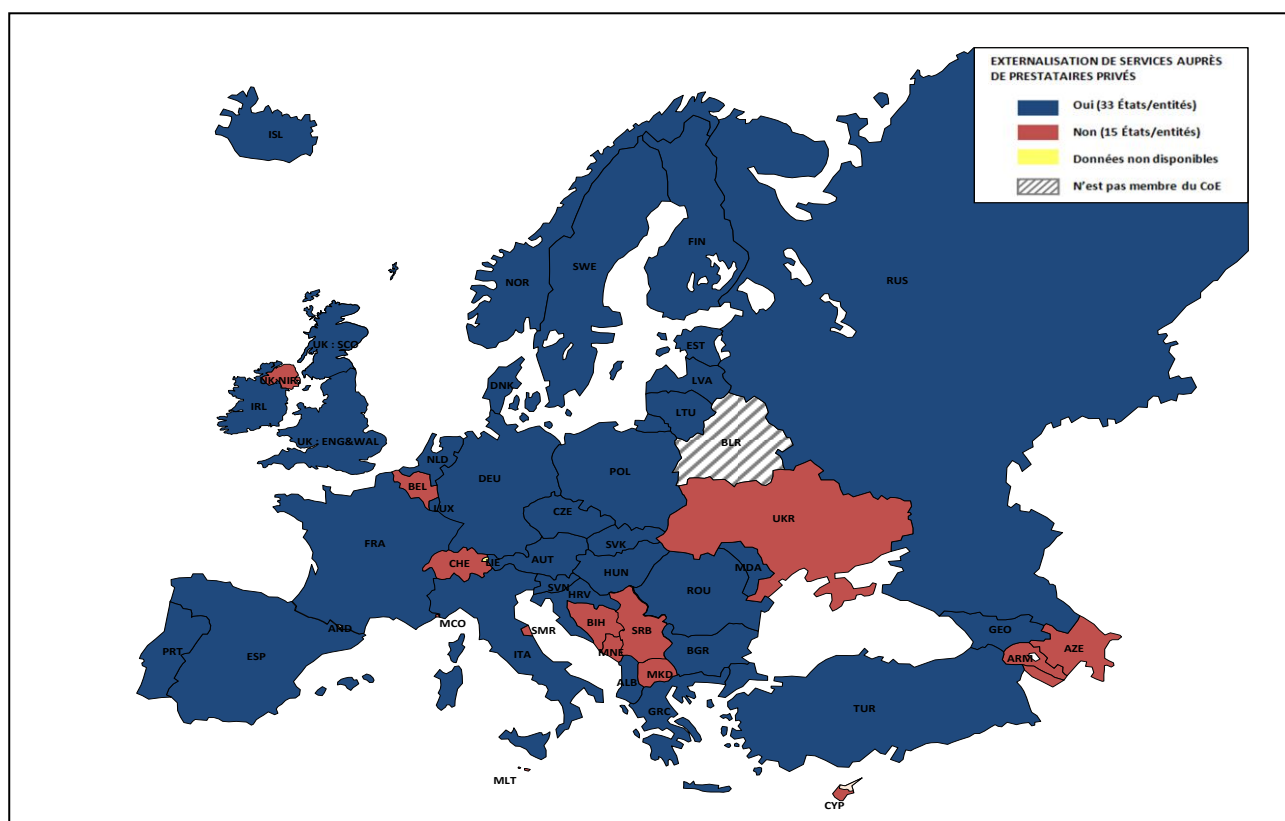 EXTERNALISATION DE SERVICES AUPRÈS
DE PRESTATAIRES PRIVÉS
Oui (33 États/entités)
Non (15 États/entités)
Données non disponibles
N'est pas membre du CoE
ISL
FIN
SWE
NOR
RUS
UK : SCO
EST
UK:NIR
LVA
DNK
IRL
LTU
UK : ENG&WAL
BLR
NLD
POL
DEU
BEL
LUX
CZE
UKR
FRA
SVK
CHE
LIE
AUT
MDA
HUN
SVN
HRV
ROU
MCO
BIH
AND
SMR
SRB
GEO
PRT
ESP
ITA
MNE
BGR
AZE
ARM
MKD
ALB
GRC
TUR
MLT
CYP